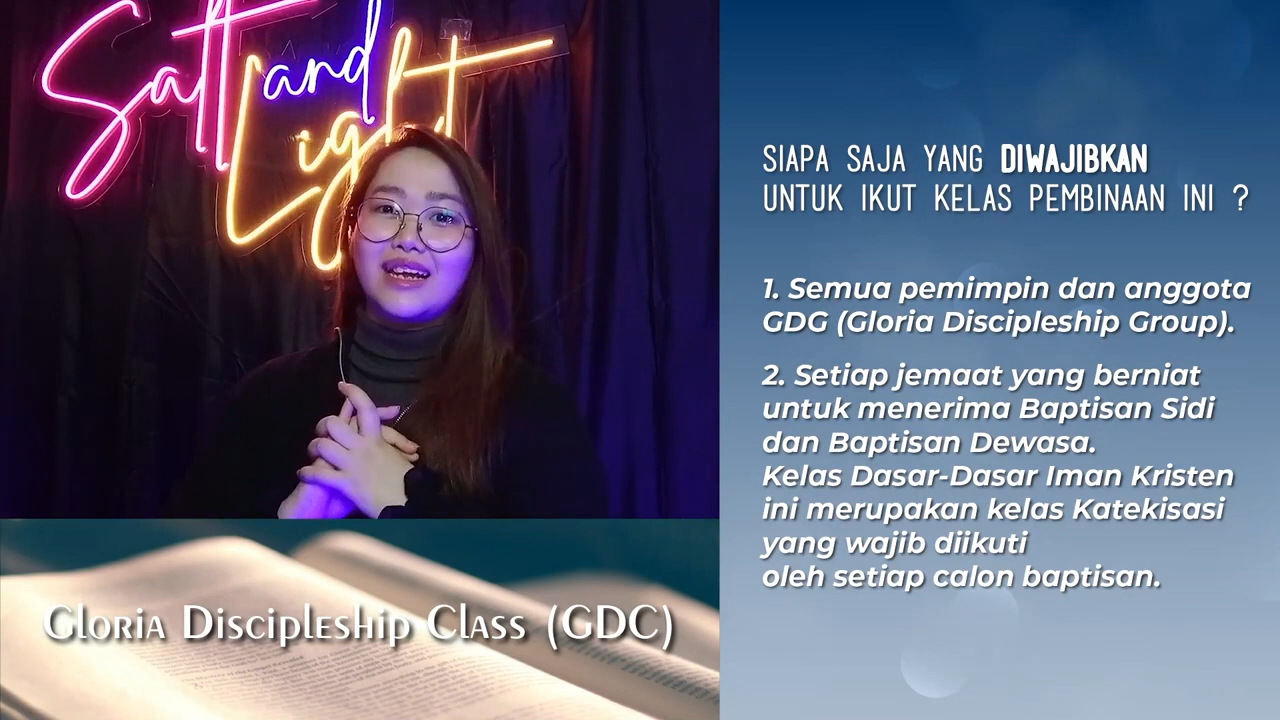 Salt
and
Light
SIAPA SAJA YANG DIWAJIBKAN
UNTUK IKUT KELAS PEMBINAAN INI ?
1. Semua pemimpin dan anggota
GDG (Gloria Discipleship Group).
2. Setiap jemaat yang berniat
untuk menerima Baptisan Sidi
dan Baptisan Dewasa.
Kelas Dasar-Dasar Iman Kristen
ini merupakan kelas Katekisasi
yang wajib diikuti
oleh setiap calon baptisan.
Gloria Discipleship Class (GDC)